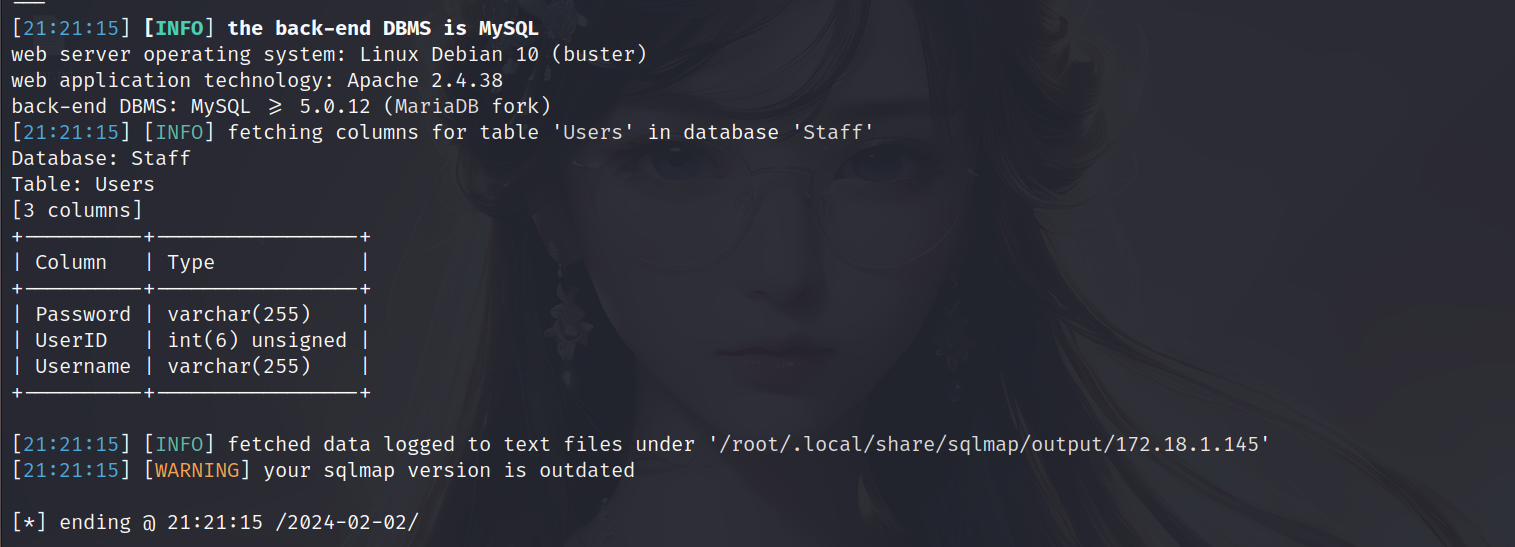 [21:21:15] [INFO] the back-end DBMS is MySQL
web server operating system: Linux Debian 10 (buster)
web application technology: Apache 2.4.38
back-end DBMS: MySQL ≥ 5.0.12 (MariaDB fork)
[21:21:15] [INFO] fetching columns for table 'Users' in database 'Staff'
Database: Staff
Table: Users
[3 columns]
+----------+-----------------+
| Column   | Type            |
+----------+-----------------+
| Password | varchar(255)    |
| UserID   | int(6) unsigned |
| Username | varchar(255)    |
+----------+-----------------+
[21:21:15] [INFO] fetched data logged to text files under '/root/.local/share/sqlmap/output/172.18.1.145'
[21:21:15] [WARNING] your sqlmap version is outdated
[*] ending @ 21:21:15 /2024-02-02/